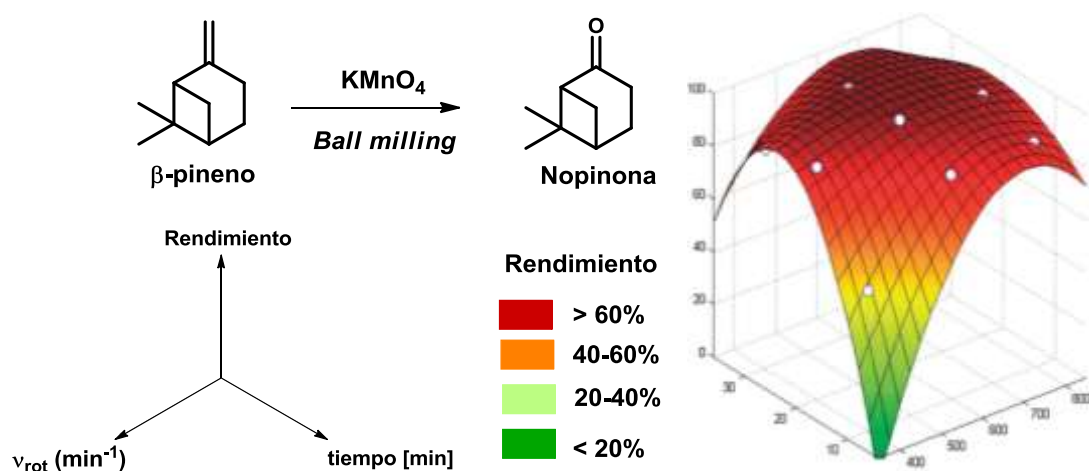 O
KMnO₄
Ball milling
β-pineno
Nopinona
Rendimiento
ν_rot (min⁻¹)
tiempo [min]
Rendimiento
> 60%
40-60%
20-40%
< 20%
100
80
60
40
20
0
30
20
10
400
500
600
700
800